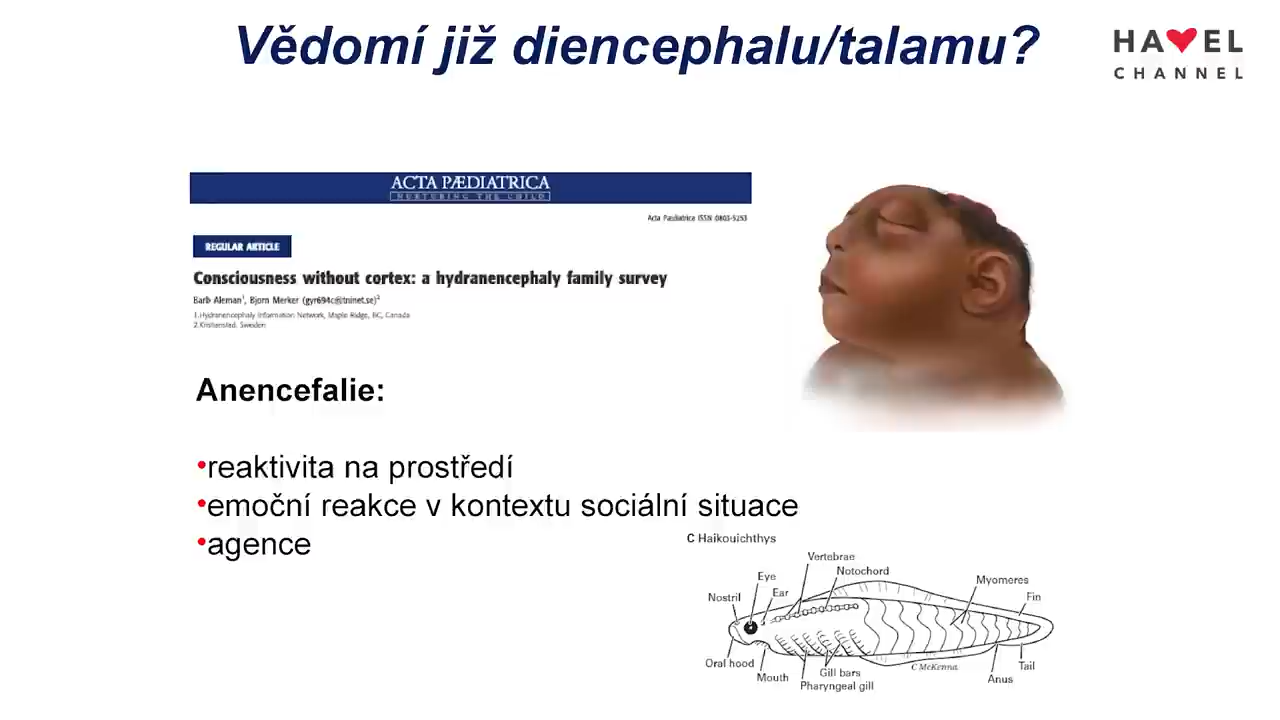 Vědomí již diencephalu/talamu?
HAVEL
CHANNEL
ACTA PÆDIATRICA
NURTURING THE CHILD
Acta Pædiatrica ISSN 0803-5253
REGULAR ARTICLE
Consciousness without cortex: a hydranencephaly family survey
Barb Aleman1, Bjorn Merker (gyr694c@tninet.se)2
1.Hydranencephaly Information Network, Maple Ridge, BC, Canada
2.Kristianstad, Sweden
Anencefalie:
•reaktivita na prostředí
•emoční reakce v kontextu sociální situace
•agence
C Haikouichthys
Vertebrae
Notochord
Eye
Ear
Nostril
Myomeres
Fin
Oral hood
Mouth
Gill bars
Pharyngeal gill
C McKenna
Anus
Tail